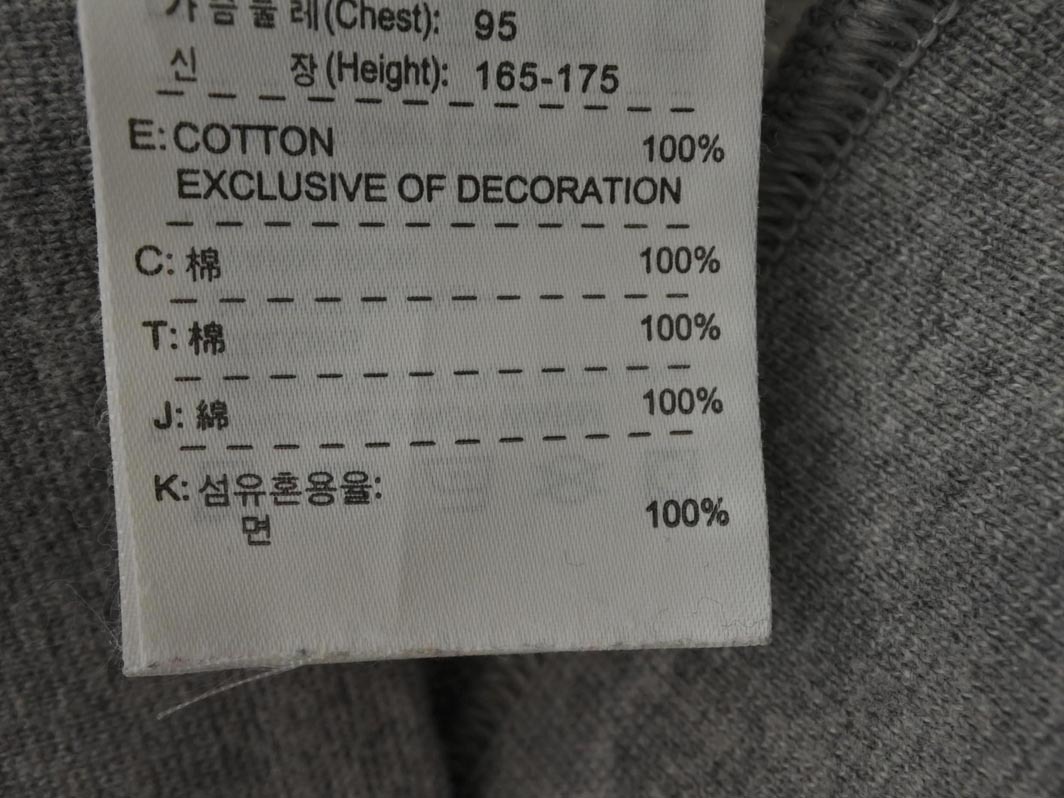 가슴둘레(Chest): 95
신 장(Height): 165-175
E: COTTON 100%
EXCLUSIVE OF DECORATION
C: 棉 100%
T: 棉 100%
J: 綿 100%
K: 섬유혼용율:
면 100%